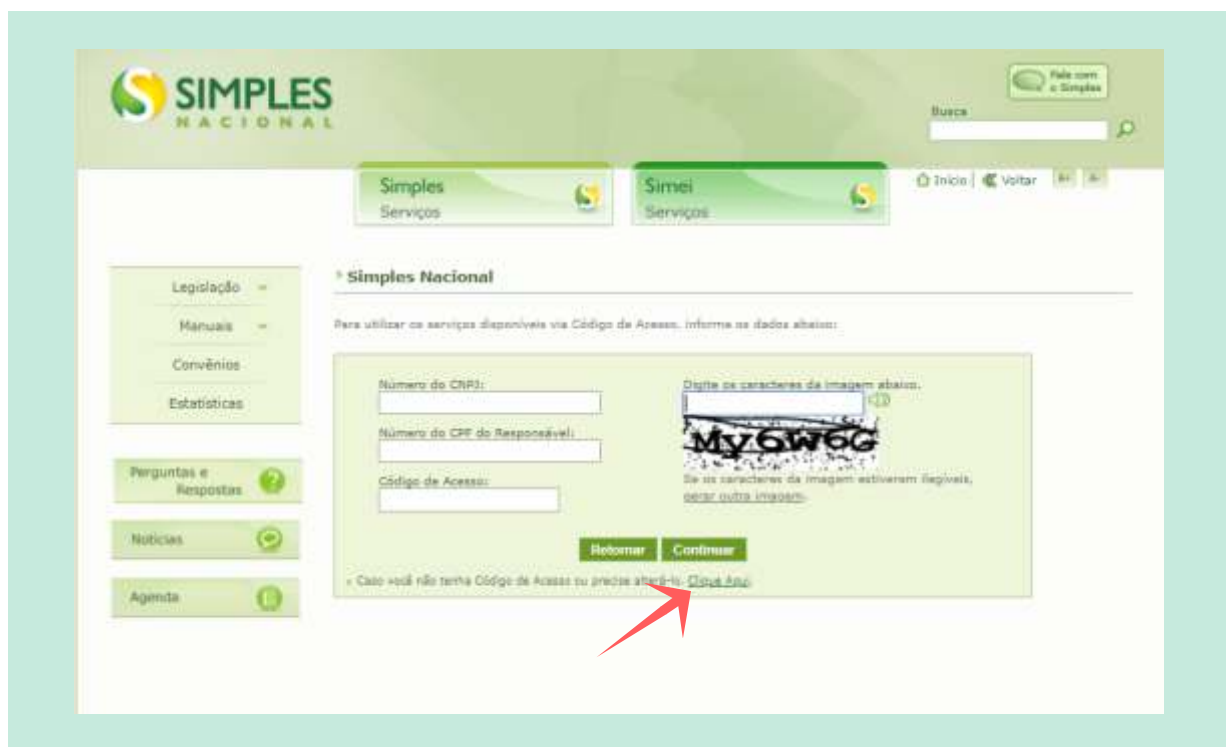 SIMPLES
NACIONAL
Fale com
o Simples
Busca
Simples
Serviços
Simei
Serviços
Início | Voltar A+ A-
Legislação
Manuais
Convênios
Estatísticas
Perguntas e
Respostas
Notícias
Agenda
Simples Nacional
Para utilizar os serviços disponíveis via Código de Acesso, informe os dados abaixo:
Número do CNPJ:
Número do CPF do Responsável:
Código de Acesso:
Digite os caracteres da imagem abaixo.
My6W6G
Se os caracteres da imagem estiverem ilegíveis,
gerar outra imagem.
Retornar Continuar
Caso você não tenha Código de Acesso ou precise alterá-lo, Clique Aqui.